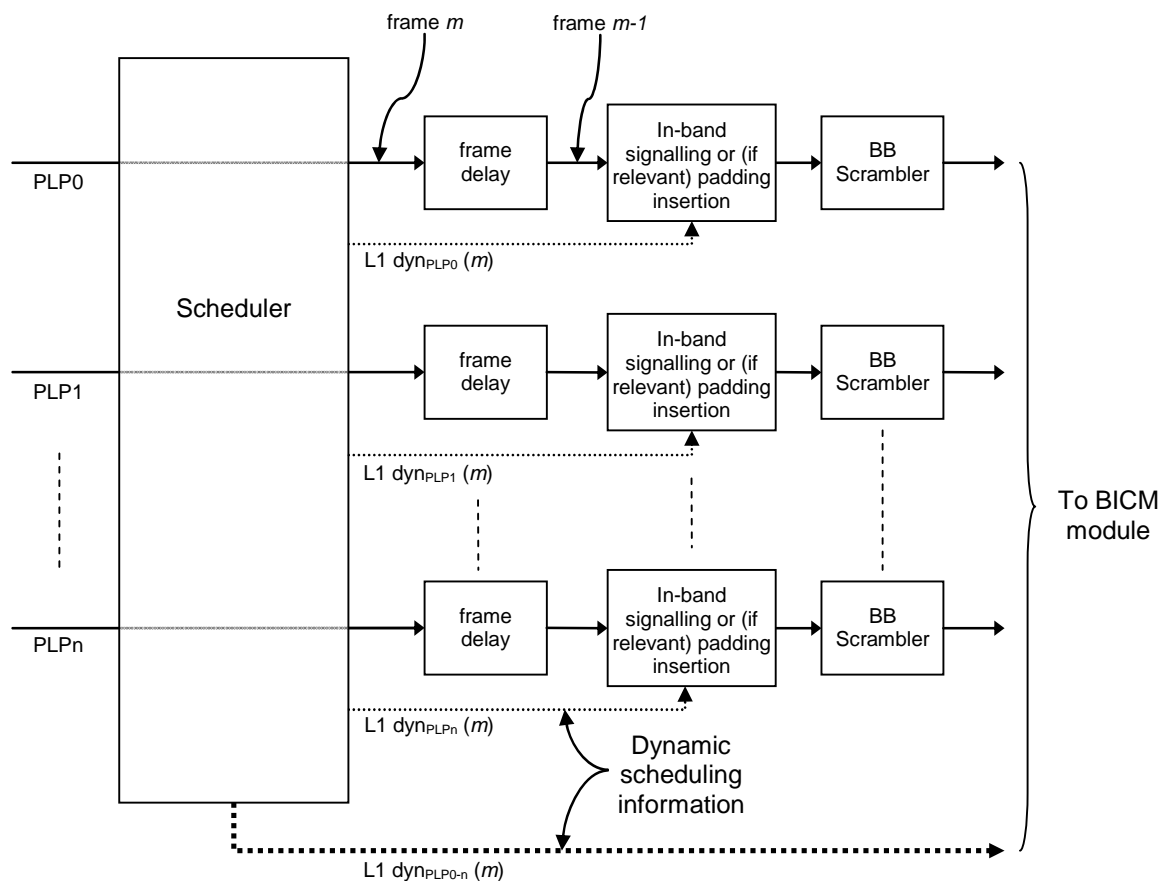 frame m
frame m-1
PLP0
frame
delay
In-band
signalling or (if
relevant) padding
insertion
BB
Scrambler
L1 dynPLP0 (m)
Scheduler
PLP1
frame
delay
In-band
signalling or (if
relevant) padding
insertion
BB
Scrambler
L1 dynPLP1 (m)
To BICM
module
PLPn
frame
delay
In-band
signalling or (if
relevant) padding
insertion
BB
Scrambler
L1 dynPLPn (m)
Dynamic
scheduling
information
L1 dynPLP0-n (m)